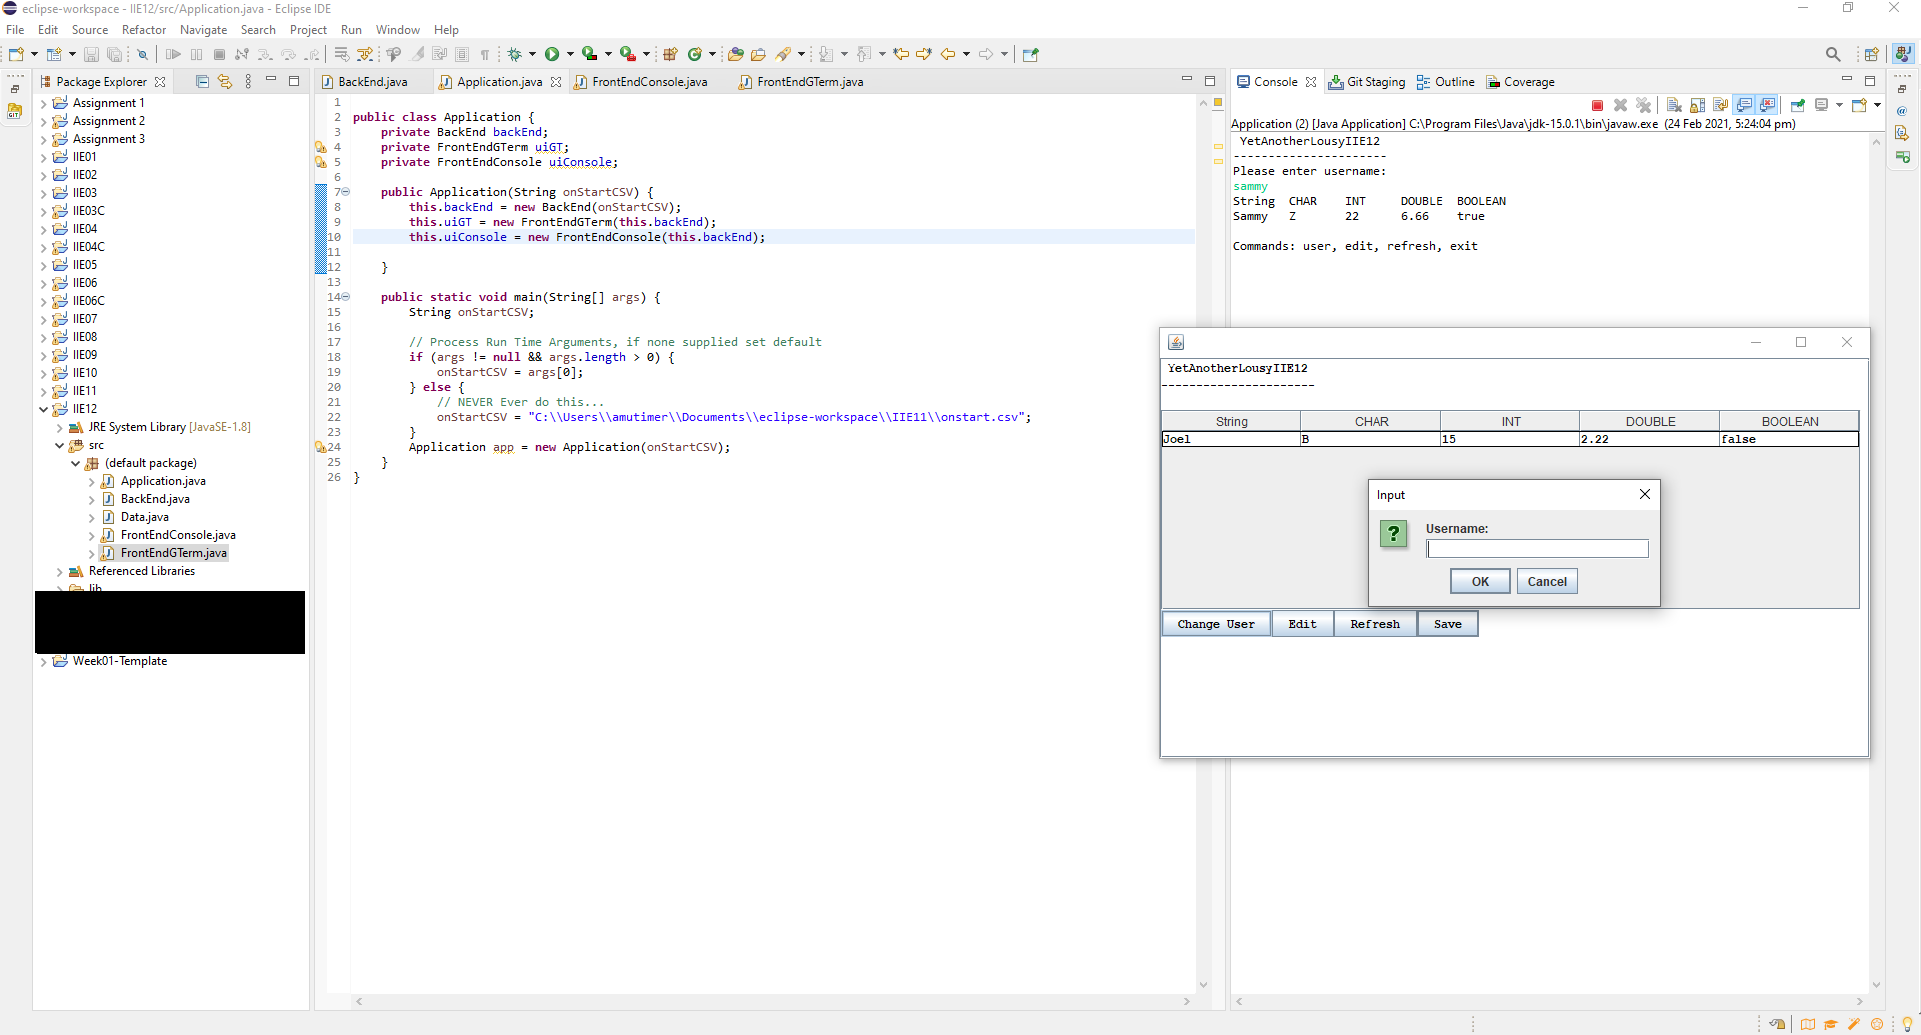 eclipse-workspace - IIE12/src/Application.java - Eclipse IDE
File Edit Source Refactor Navigate Search Project Run Window Help
Package Explorer
Assignment 1
Assignment 2
Assignment 3
IIE01
IIE02
IIE03
IIE03C
IIE04
IIE04C
IIE05
IIE06
IIE06C
IIE07
IIE08
IIE09
IIE10
IIE11
IIE12
JRE System Library [JavaSE-1.8]
src
(default package)
Application.java
BackEnd.java
Data.java
FrontEndConsole.java
FrontEndGTerm.java
Referenced Libraries
lib
Week01-Template
BackEnd.java Application.java FrontEndConsole.java FrontEndGTerm.java
1
2 public class Application {
3 private BackEnd backEnd;
4 private FrontEndGTerm uiGT;
5 private FrontEndConsole uiConsole;
6
7 public Application(String onStartCSV) {
8 this.backEnd = new BackEnd(onStartCSV);
9 this.uiGT = new FrontEndGTerm(this.backEnd);
10 this.uiConsole = new FrontEndConsole(this.backEnd);
11
12 }
13
14 public static void main(String[] args) {
15 String onStartCSV;
16
17 // Process Run Time Arguments, if none supplied set default
18 if (args != null && args.length > 0) {
19 onStartCSV = args[0];
20 } else {
21 // NEVER Ever do this...
22 onStartCSV = "C:\\Users\\amutimer\\Documents\\eclipse-workspace\\IIE11\\onstart.csv";
23 }
24 Application app = new Application(onStartCSV);
25 }
26 }
Console Git Staging Outline Coverage
Application (2) [Java Application] C:\Program Files\Java\jdk-15.0.1\bin\javaw.exe (24 Feb 2021, 5:24:04 pm)
YetAnotherLousyIIE12
----------------------
Please enter username:
sammy
String CHAR INT DOUBLE BOOLEAN
Sammy Z 22 6.66 true
Commands: user, edit, refresh, exit
YetAnotherLousyIIE12
----------------------
String CHAR INT DOUBLE BOOLEAN
Joel B 15 2.22 false
Input
Username:
OK Cancel
Change User Edit Refresh Save